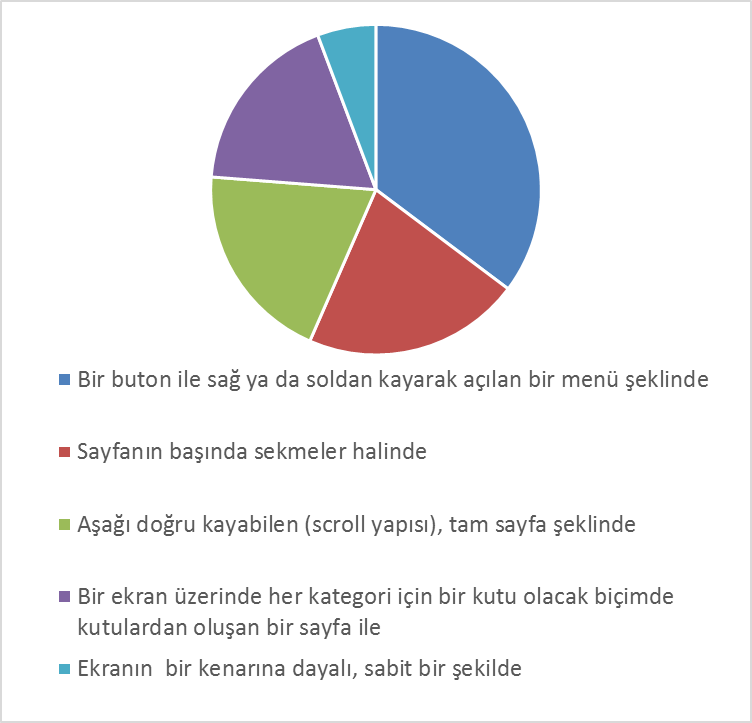 Bir buton ile sağ ya da soldan kayarak açılan bir menü şeklinde
Sayfanın başında sekmeler halinde
Aşağı doğru kayabilen (scroll yapısı), tam sayfa şeklinde
Bir ekran üzerinde her kategori için bir kutu olacak biçimde
kutulardan oluşan bir sayfa ile
Ekranın  bir kenarına dayalı, sabit bir şekilde